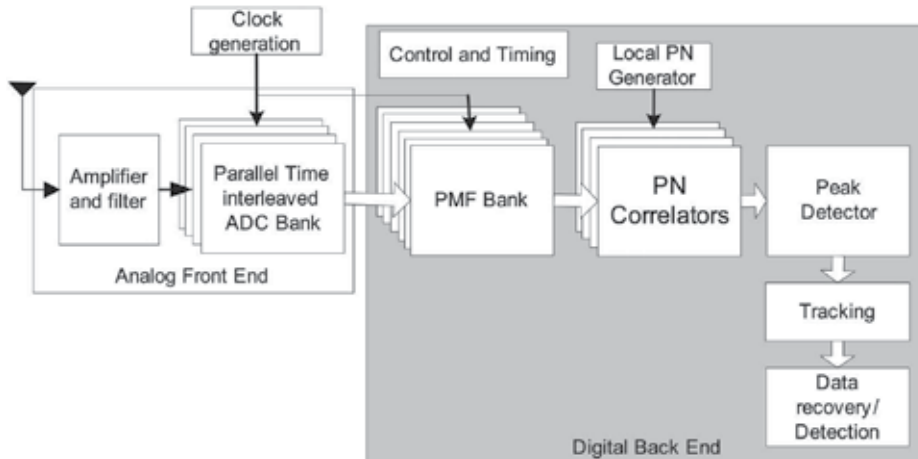 Clock
generation
Control and Timing
Local PN
Generator
Amplifier
and filter
Parallel Time
interleaved
ADC Bank
PMF Bank
PN
Correlators
Peak
Detector
Analog Front End
Tracking
Data
recovery/
Detection
Digital Back End